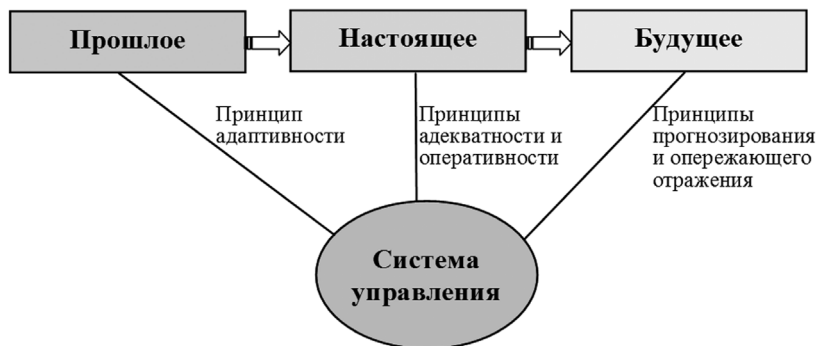 Прошлое
Настоящее
Будущее
Принцип
адаптивности
Принципы
адекватности и
оперативности
Принципы
прогнозирования
и опережающего
отражения
Система
управления